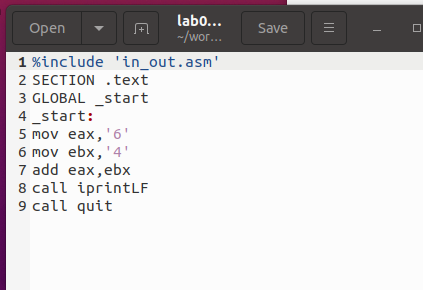 Open
lab0...
~/wor...
Save
1 %include 'in_out.asm'
2 SECTION .text
3 GLOBAL _start
4 _start:
5 mov eax,'6'
6 mov ebx,'4'
7 add eax,ebx
8 call iprintLF
9 call quit